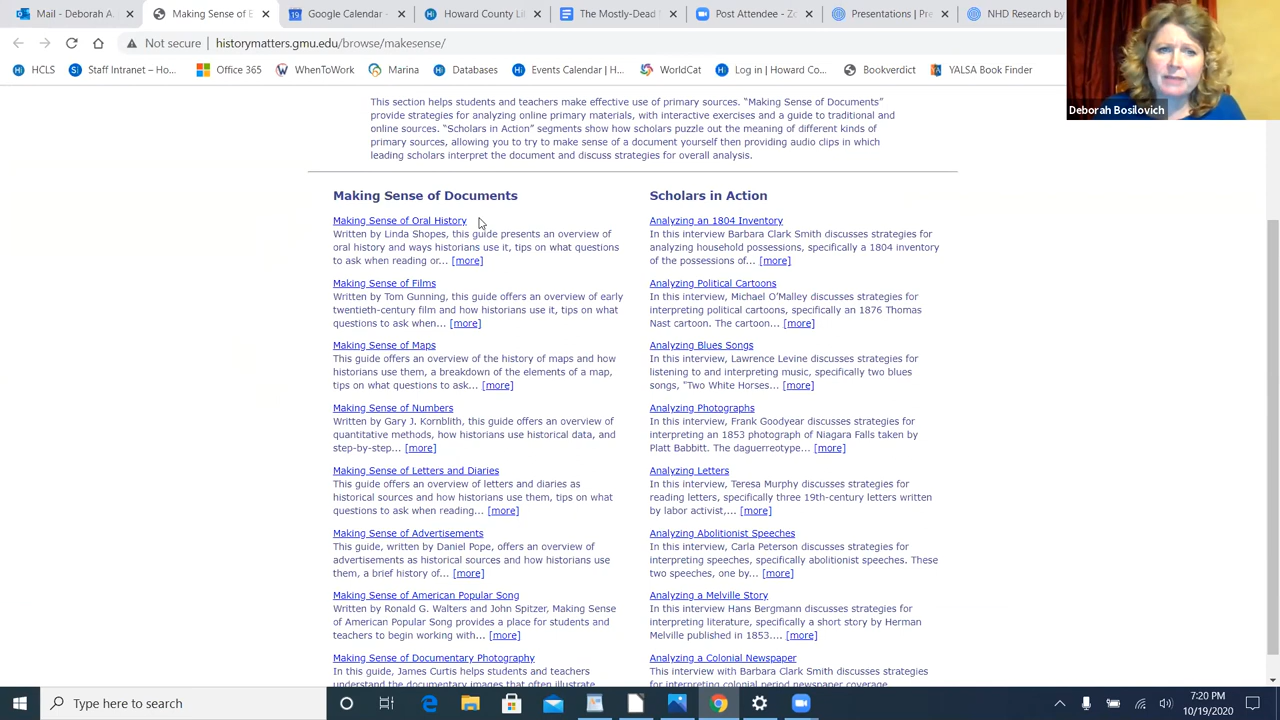 Mail - Deborah Bosilovich - O
Making Sense of E
Google Calendar
Howard County Lil
The Mostly-Dead
Post Attendee - Zo
Presentations | Pre
NHD Research by
Not secure | historymatters.gmu.edu/browse/makesense/
HCLS
Staff Intranet – Ho...
Office 365
WhenToWork
Marina
Databases
Events Calendar | H...
WorldCat
Log in | Howard Co...
Bookverdict
YALSA Book Finder
Deborah Bosilovich
This section helps students and teachers make effective use of primary sources. “Making Sense of Documents”
provide strategies for analyzing online primary materials, with interactive exercises and a guide to traditional and
online sources. “Scholars in Action” segments show how scholars puzzle out the meaning of different kinds of
primary sources, allowing you to try to make sense of a document yourself then providing audio clips in which
leading scholars interpret the document and discuss strategies for overall analysis.
Making Sense of Documents
Making Sense of Oral History
Written by Linda Shopes, this guide presents an overview of
oral history and ways historians use it, tips on what questions
to ask when reading or... [more]
Making Sense of Films
Written by Tom Gunning, this guide offers an overview of early
twentieth-century film and how historians use it, tips on what
questions to ask when... [more]
Making Sense of Maps
This guide offers an overview of the history of maps and how
historians use them, a breakdown of the elements of a map,
tips on what questions to ask... [more]
Making Sense of Numbers
Written by Gary J. Kornblith, this guide offers an overview of
quantitative methods, how historians use historical data, and
step-by-step... [more]
Making Sense of Letters and Diaries
This guide offers an overview of letters and diaries as
historical sources and how historians use them, tips on what
questions to ask when reading... [more]
Making Sense of Advertisements
This guide, written by Daniel Pope, offers an overview of
advertisements as historical sources and how historians use
them, a brief history of... [more]
Making Sense of American Popular Song
Written by Ronald G. Walters and John Spitzer, Making Sense
of American Popular Song provides a place for students and
teachers to begin working with... [more]
Making Sense of Documentary Photography
In this guide, James Curtis helps students and teachers
understand the documentary images that often illustrate
Scholars in Action
Analyzing an 1804 Inventory
In this interview Barbara Clark Smith discusses strategies for
analyzing household possessions, specifically a 1804 inventory
of the possessions of... [more]
Analyzing Political Cartoons
In this interview, Michael O’Malley discusses strategies for
interpreting political cartoons, specifically an 1876 Thomas
Nast cartoon. The cartoon... [more]
Analyzing Blues Songs
In this interview, Lawrence Levine discusses strategies for
listening to and interpreting music, specifically two blues
songs, “Two White Horses... [more]
Analyzing Photographs
In this interview, Frank Goodyear discusses strategies for
interpreting an 1853 photograph of Niagara Falls taken by
Platt Babbitt. The daguerreotype... [more]
Analyzing Letters
In this interview, Teresa Murphy discusses strategies for
reading letters, specifically three 19th-century letters written
by labor activist,... [more]
Analyzing Abolitionist Speeches
In this interview, Carla Peterson discusses strategies for
interpreting speeches, specifically abolitionist speeches. These
two speeches, one by... [more]
Analyzing a Melville Story
In this interview Hans Bergmann discusses strategies for
interpreting literature, specifically a short story by Herman
Melville published in 1853.... [more]
Analyzing a Colonial Newspaper
This interview with Barbara Clark Smith discusses strategies
for interpreting colonial period newspaper coverage
Type here to search
7:20 PM
10/19/2020